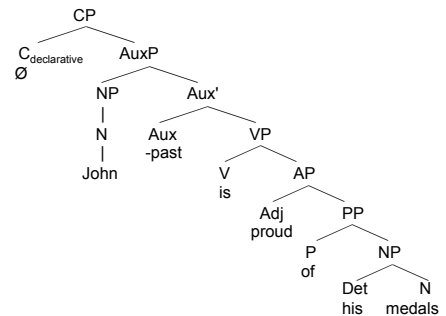 CP
C declarative AuxP
Ø
NP Aux'
N Aux VP
-past
John V AP
is
Adj PP
proud
P NP
of
Det N
his medals